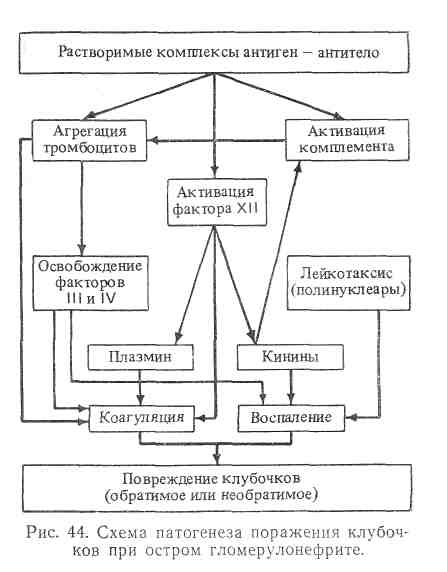 Растворимые комплексы антиген – антитело
Агрегация
тромбоцитов
Активация
комплемента
Активация
фактора XII
Освобождение
факторов
III и IV
Лейкотаксис
(полинуклеары)
Плазмин
Кинины
Коагуляция
Воспаление
Повреждение клубочков
(обратимое или необратимое)
Рис. 44. Схема патогенеза поражения клубоч-
ков при остром гломерулонефрите.